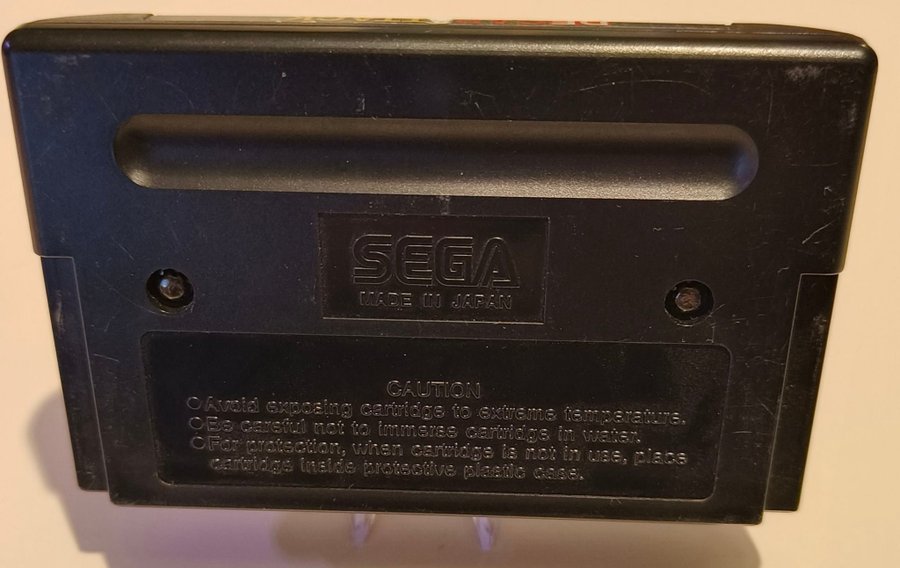 SEGA
MADE IN JAPAN
CAUTION
○Avoid exposing cartridge to extreme temperature.
○Be careful not to immerse cartridge in water.
○For protection, when cartridge is not in use, place
cartridge inside protective plastic case.